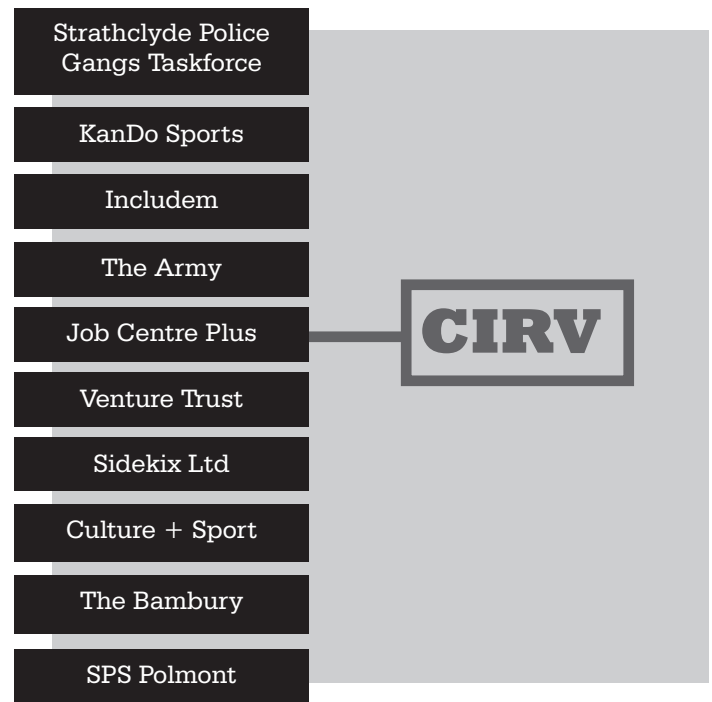 Strathclyde Police
Gangs Taskforce
KanDo Sports
Includem
The Army
Job Centre Plus
CIRV
Venture Trust
Sidekix Ltd
Culture + Sport
The Bambury
SPS Polmont